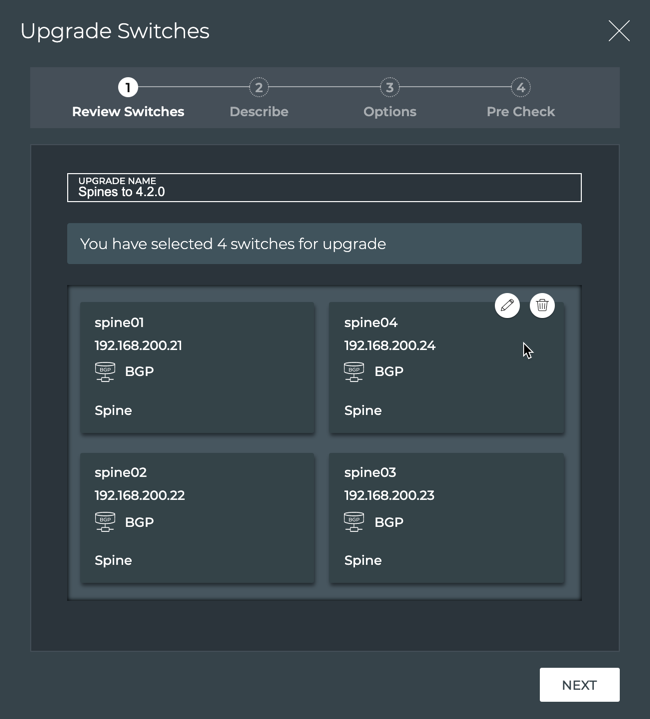 Upgrade Switches
1
2
3
4
Review Switches
Describe
Options
Pre Check
UPGRADE NAME
Spines to 4.2.0
You have selected 4 switches for upgrade
spine01
192.168.200.21
BGP BGP
Spine
spine04
192.168.200.24
BGP BGP
Spine
spine02
192.168.200.22
BGP BGP
Spine
spine03
192.168.200.23
BGP BGP
Spine
NEXT